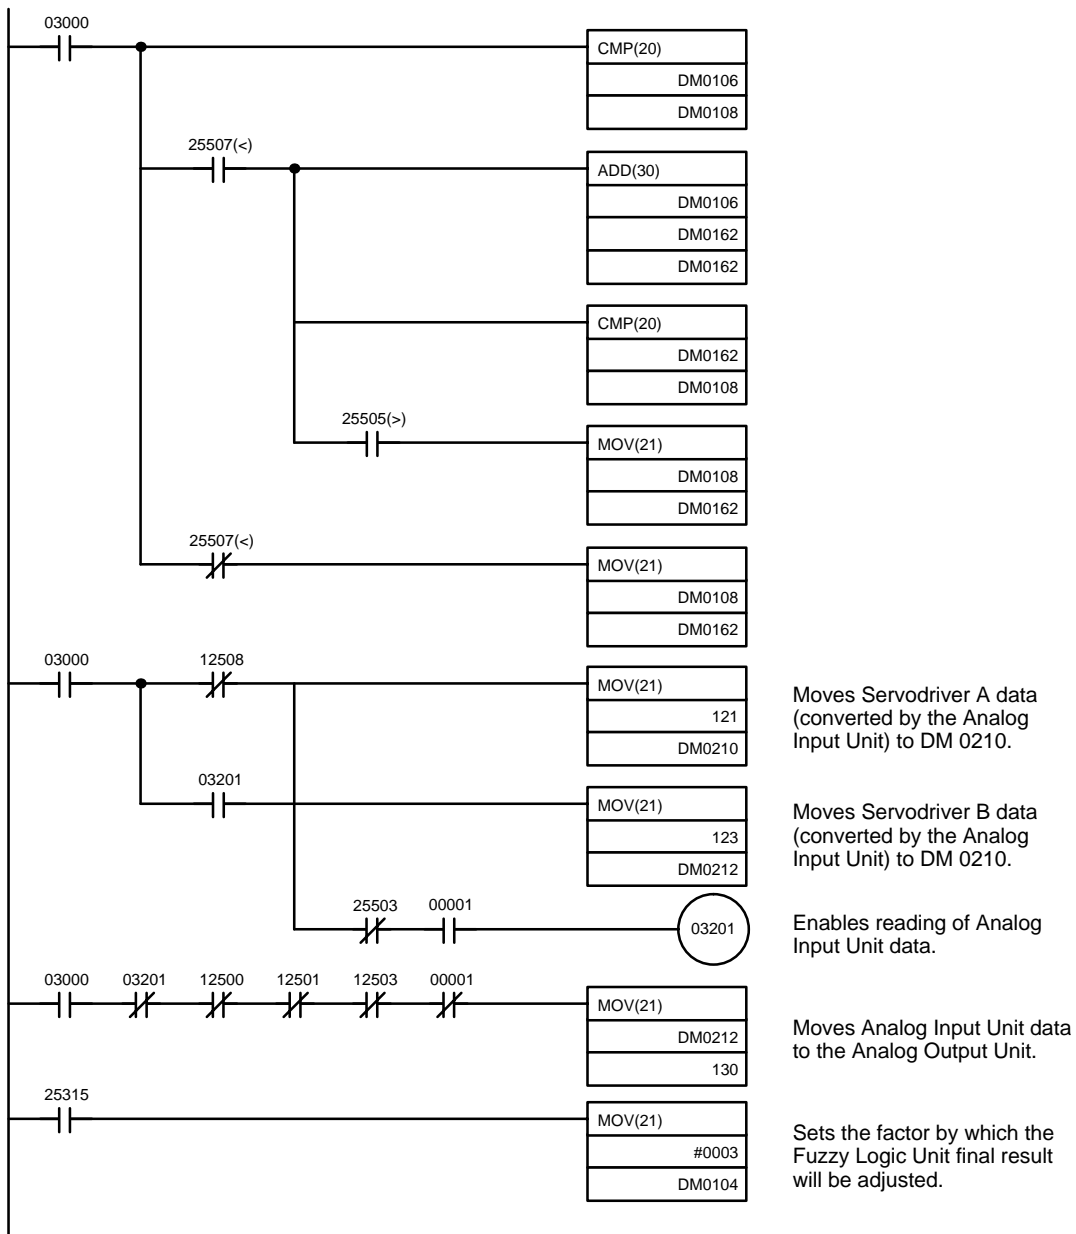 03000
CMP(20)
DM0106
DM0108
25507(<)
ADD(30)
DM0106
DM0162
DM0162
CMP(20)
DM0162
DM0108
25505(>)
MOV(21)
DM0108
DM0162
25507(<)
MOV(21)
DM0108
DM0162
03000 12508
MOV(21)
121
DM0210
Moves Servodriver A data
(converted by the Analog
Input Unit) to DM 0210.
03201
MOV(21)
123
DM0212
Moves Servodriver B data
(converted by the Analog
Input Unit) to DM 0210.
25503 00001
03201
Enables reading of Analog
Input Unit data.
03000 03201 12500 12501 12503 00001
MOV(21)
DM0212
130
Moves Analog Input Unit data
to the Analog Output Unit.
25315
MOV(21)
#0003
DM0104
Sets the factor by which the
Fuzzy Logic Unit final result
will be adjusted.